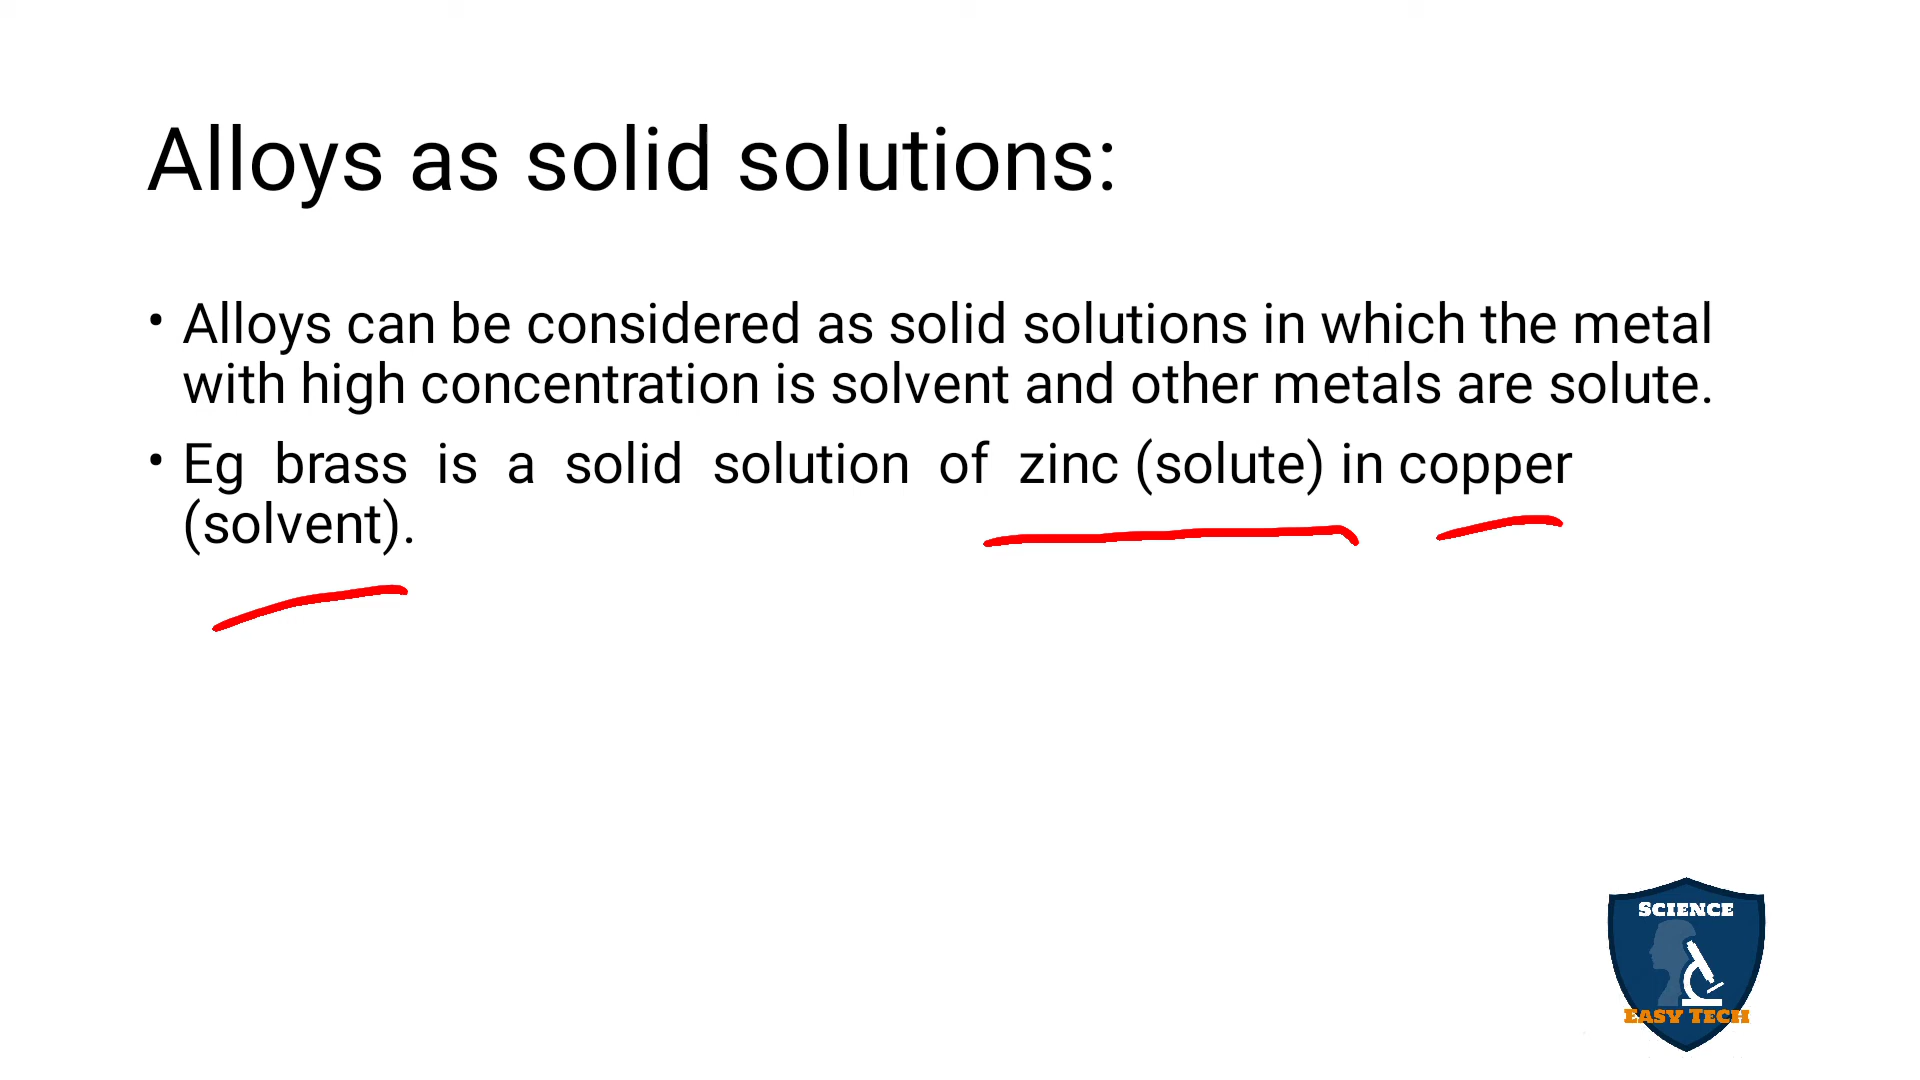 Alloys as solid solutions:
• Alloys can be considered as solid solutions in which the metal
with high concentration is solvent and other metals are solute.
• Eg brass is a solid solution of zinc (solute) in copper
(solvent).
SCIENCE
EASY TECH